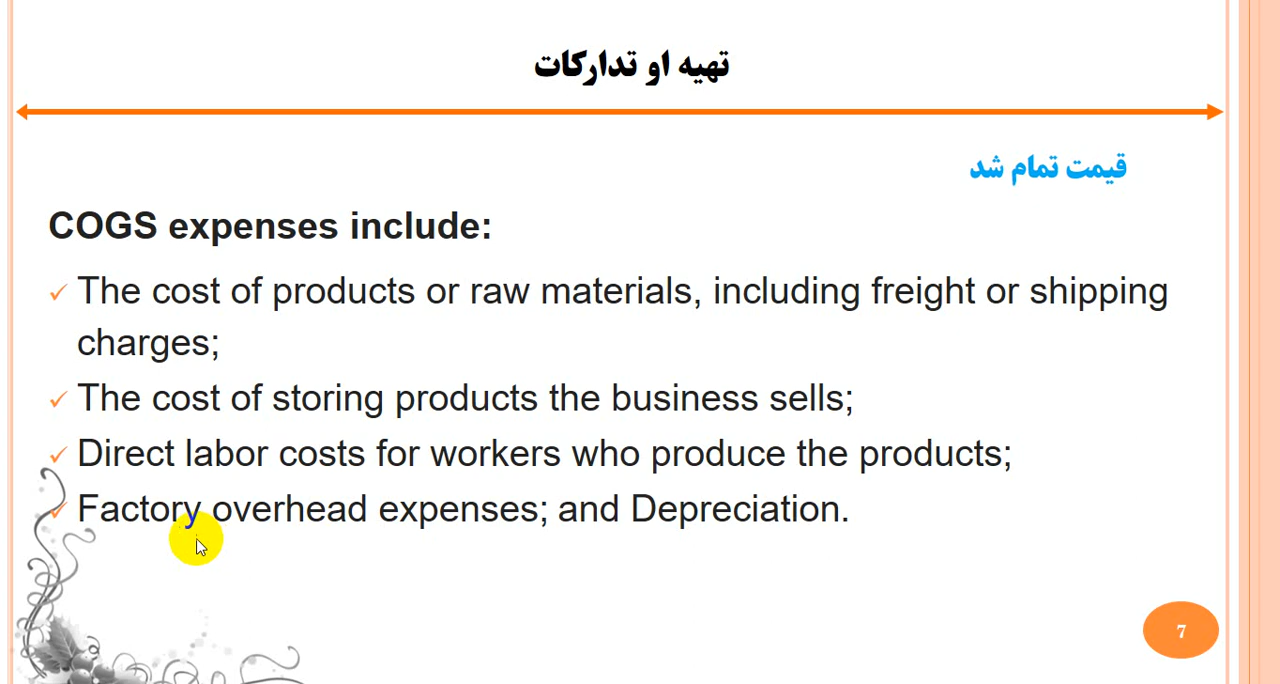 تهیه او تدارکات
قیمت تمام شد
COGS expenses include:
The cost of products or raw materials, including freight or shipping
charges;
The cost of storing products the business sells;
Direct labor costs for workers who produce the products;
Factory overhead expenses; and Depreciation.
7